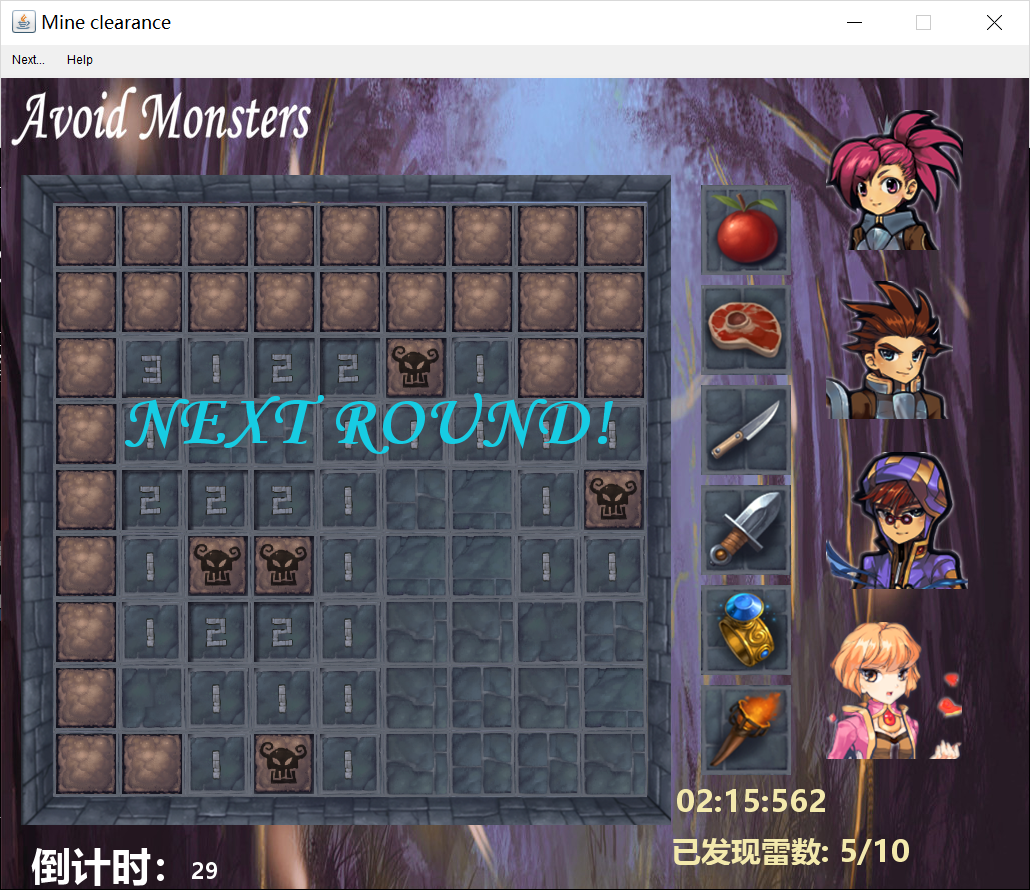 Mine clearance
Next... Help
Avoid Monsters
3 1 2 2 1
NEXT ROUND!
2 2 2 1 1
1 1 1 1
1 2 2 1
1 1 1
1 1
02:15:562
已发现雷数: 5/10
倒计时： 29